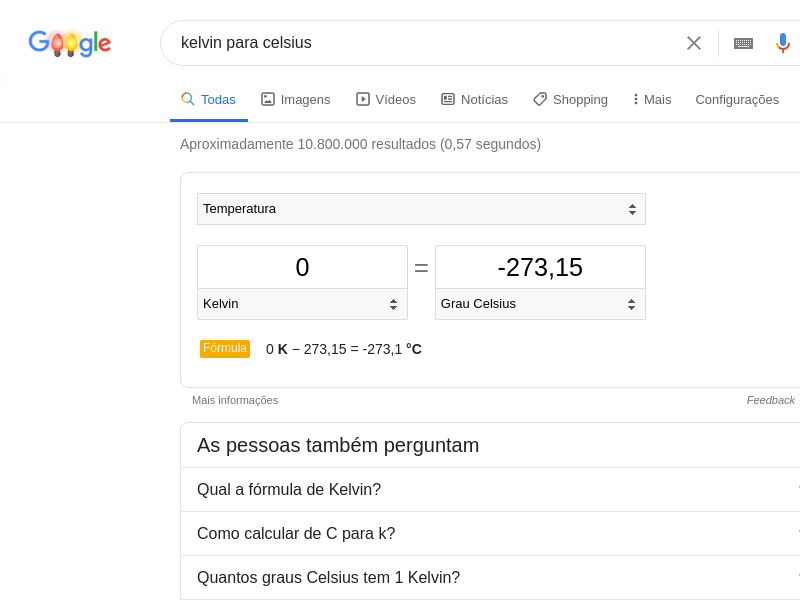 Google
kelvin para celsius
Todas Imagens Vídeos Notícias Shopping Mais Configurações
Aproximadamente 10.800.000 resultados (0,57 segundos)
Temperatura
0 = -273,15
Kelvin Grau Celsius
Fórmula 0 K − 273,15 = -273,1 °C
Mais informações Feedback
As pessoas também perguntam
Qual a fórmula de Kelvin?
Como calcular de C para k?
Quantos graus Celsius tem 1 Kelvin?